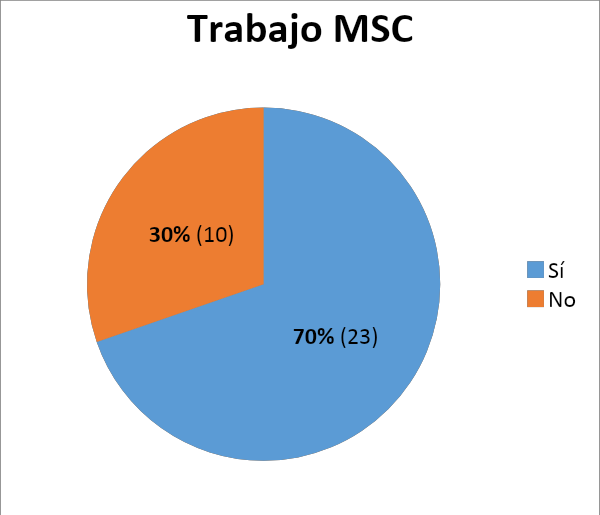 Trabajo MSC
30% (10)
Sí
No
70% (23)